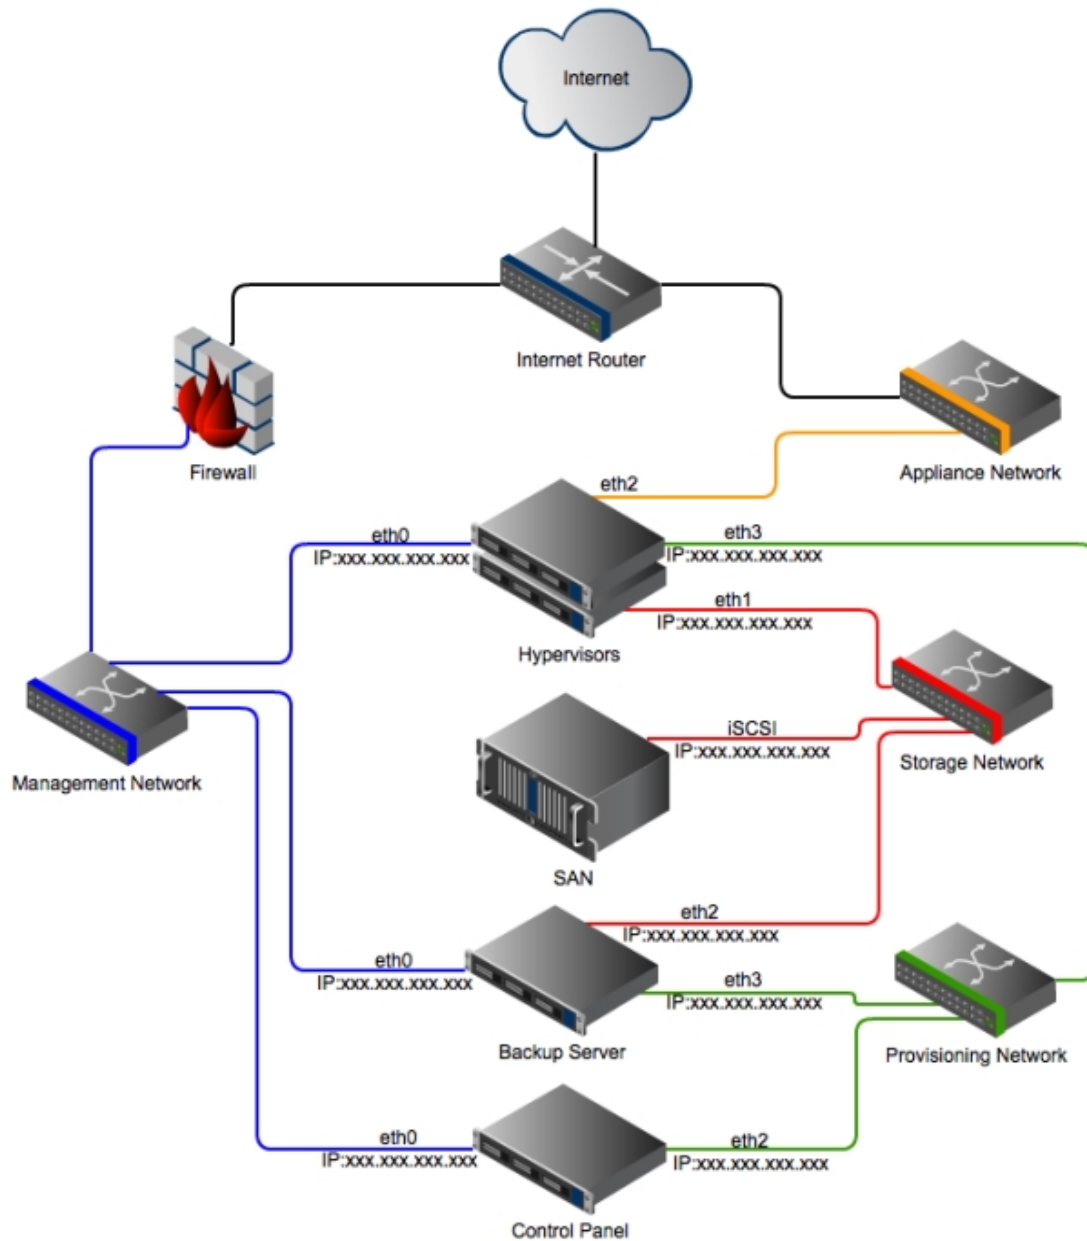 Internet
Internet Router
Firewall
Appliance Network
eth2
eth0
IP:xxx.xxx.xxx.xxx
eth3
IP:xxx.xxx.xxx.xxx
eth1
IP:xxx.xxx.xxx.xxx
Hypervisors
iSCSI
IP:xxx.xxx.xxx.xxx
Storage Network
Management Network
SAN
eth2
IP:xxx.xxx.xxx.xxx
eth0
IP:xxx.xxx.xxx.xxx
eth3
IP:xxx.xxx.xxx.xxx
Backup Server
Provisioning Network
eth0
IP:xxx.xxx.xxx.xxx
eth2
IP:xxx.xxx.xxx.xxx
Control Panel